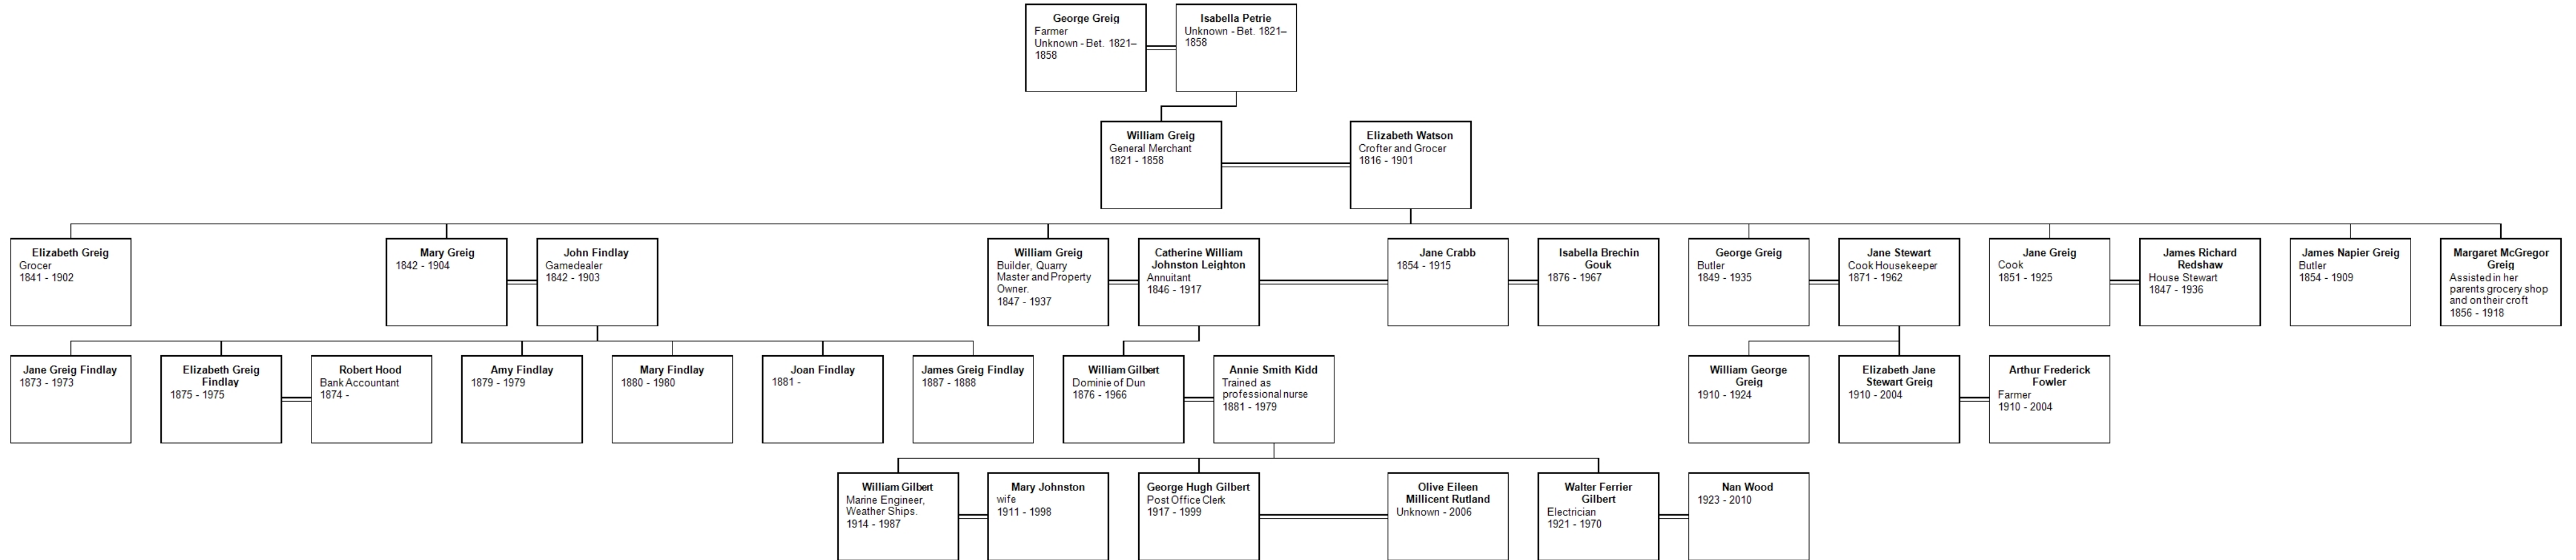 George Greig
Farmer
Unknown - Bet. 1821–
1858
Isabella Petrie
Unknown - Bet. 1821–
1858
William Greig
General Merchant
1821 - 1858
Elizabeth Watson
Crofter and Grocer
1816 - 1901
Elizabeth Greig
Grocer
1841 - 1902
Mary Greig
1842 - 1904
John Findlay
Gamedealer
1842 - 1903
William Greig
Builder, Quarry
Master and Property
Owner.
1847 - 1937
Catherine William
Johnston Leighton
Annuitant
1846 - 1917
Jane Crabb
1854 - 1915
Isabella Brechin
Gouk
1876 - 1967
George Greig
Butler
1849 - 1935
Jane Stewart
Cook Housekeeper
1871 - 1962
Jane Greig
Cook
1851 - 1925
James Richard
Redshaw
House Stewart
1847 - 1936
James Napier Greig
Butler
1854 - 1909
Margaret McGregor
Greig
Assisted in her
parents grocery shop
and on their croft
1856 - 1918
Jane Greig Findlay
1873 - 1973
Elizabeth Greig
Findlay
1875 - 1975
Robert Hood
Bank Accountant
1874 -
Amy Findlay
1879 - 1979
Mary Findlay
1880 - 1980
Joan Findlay
1881 -
James Greig Findlay
1887 - 1888
William Gilbert
Dominie of Dun
1876 - 1966
Annie Smith Kidd
Trained as
professional nurse
1881 - 1979
William George
Greig
1910 - 1924
Elizabeth Jane
Stewart Greig
1910 - 2004
Arthur Frederick
Fowler
Farmer
1910 - 2004
William Gilbert
Marine Engineer,
Weather Ships.
1914 - 1987
Mary Johnston
wife
1911 - 1998
George Hugh Gilbert
Post Office Clerk
1917 - 1999
Olive Eileen
Millicent Rutland
Unknown - 2006
Walter Ferrier
Gilbert
Electrician
1921 - 1970
Nan Wood
1923 - 2010